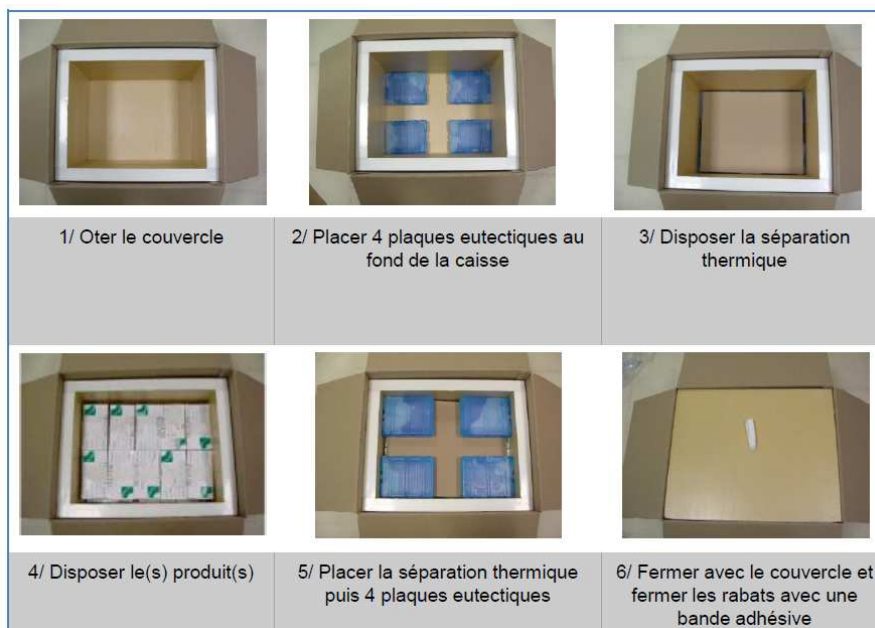 1/ Oter le couvercle
2/ Placer 4 plaques eutectiques au
fond de la caisse
3/ Disposer la séparation
thermique
4/ Disposer le(s) produit(s)
5/ Placer la séparation thermique
puis 4 plaques eutectiques
6/ Fermer avec le couvercle et
fermer les rabats avec une
bande adhésive